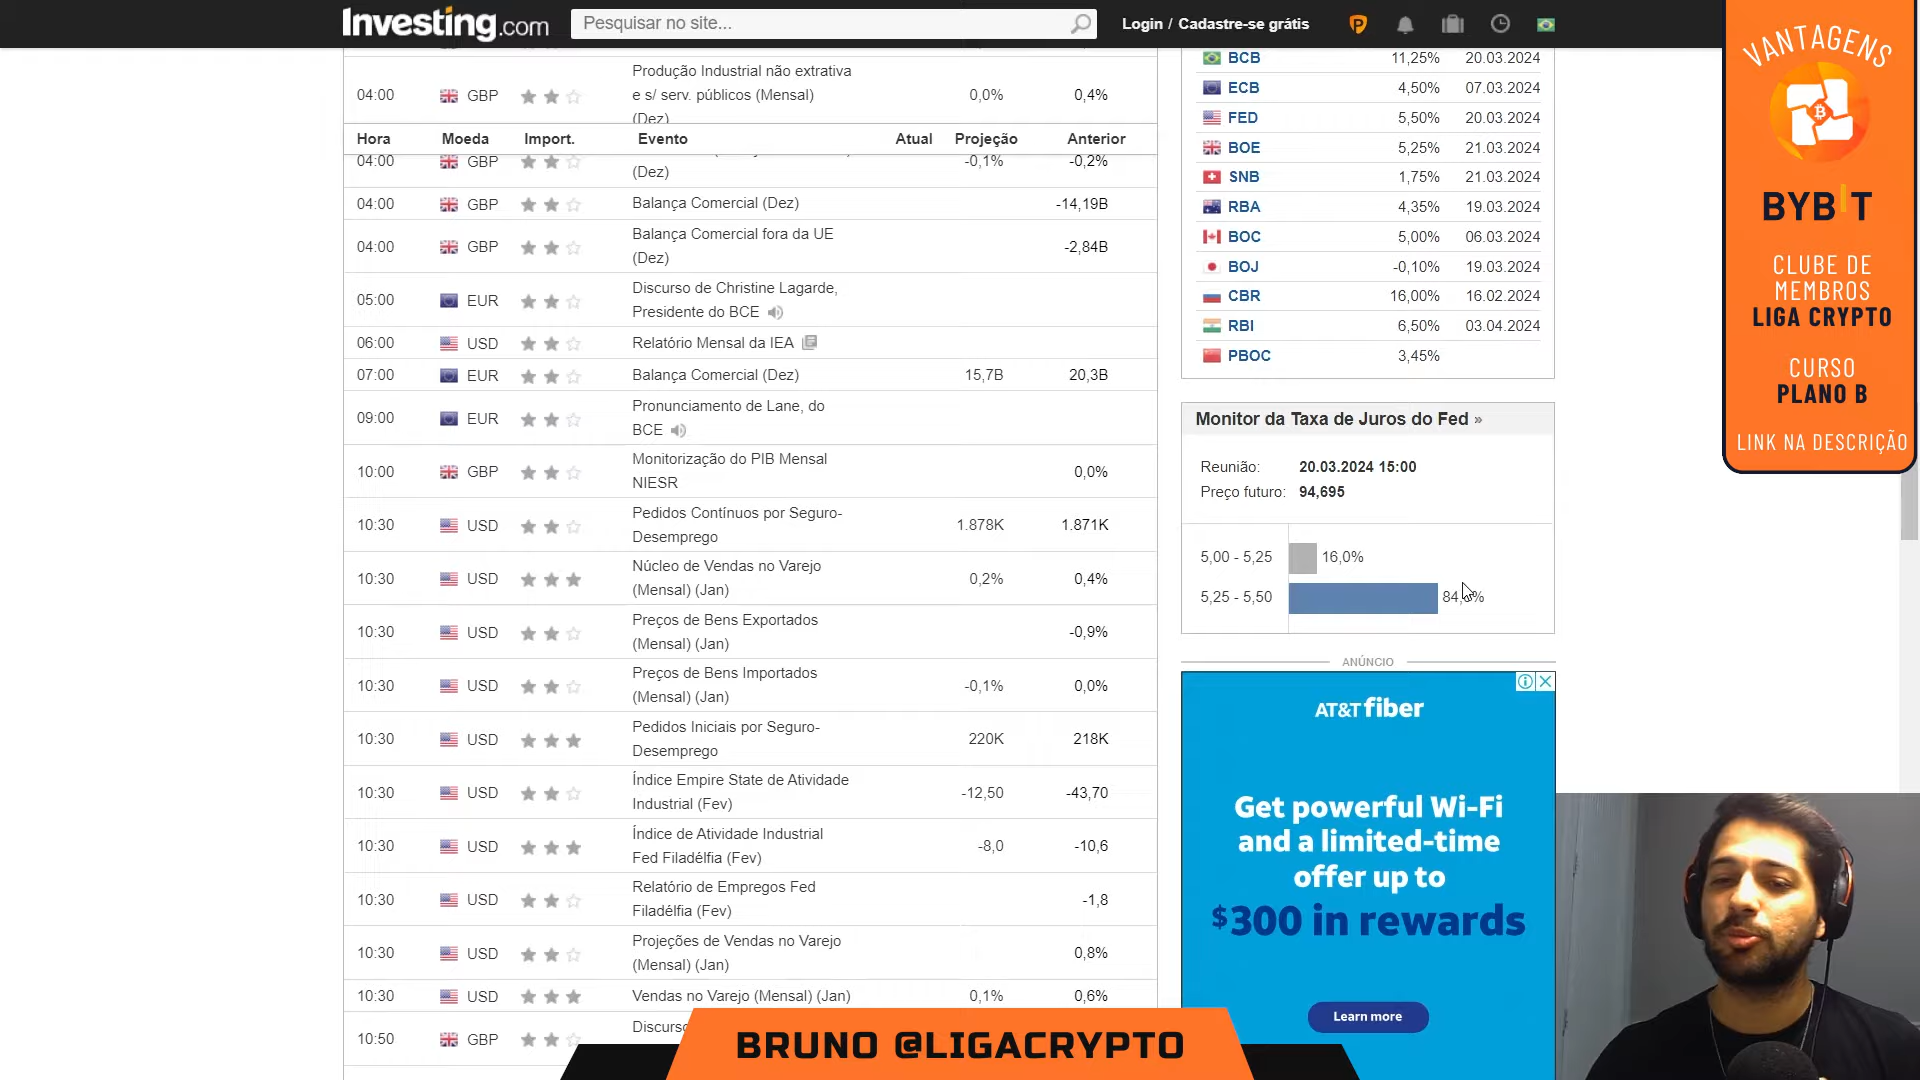 Investing.com
Pesquisar no site...
Login / Cadastre-se grátis
04:00 GBP Produção Industrial não extrativa
e s/ serv. públicos (Mensal)
(Dez) 0,0% 0,4%
Hora Moeda Import. Evento Atual Projeção Anterior
04:00 GBP (Dez) -0,1% -0,2%
04:00 GBP Balança Comercial (Dez) -14,19B
04:00 GBP Balança Comercial fora da UE
(Dez) -2,84B
05:00 EUR Discurso de Christine Lagarde,
Presidente do BCE
06:00 USD Relatório Mensal da IEA
07:00 EUR Balança Comercial (Dez) 15,7B 20,3B
09:00 EUR Pronunciamento de Lane, do
BCE
10:00 GBP Monitorização do PIB Mensal
NIESR 0,0%
10:30 USD Pedidos Contínuos por Seguro-
Desemprego 1.878K 1.871K
10:30 USD Núcleo de Vendas no Varejo
(Mensal) (Jan) 0,2% 0,4%
10:30 USD Preços de Bens Exportados
(Mensal) (Jan) -0,9%
10:30 USD Preços de Bens Importados
(Mensal) (Jan) -0,1% 0,0%
10:30 USD Pedidos Iniciais por Seguro-
Desemprego 220K 218K
10:30 USD Índice Empire State de Atividade
Industrial (Fev) -12,50 -43,70
10:30 USD Índice de Atividade Industrial
Fed Filadélfia (Fev) -8,0 -10,6
10:30 USD Relatório de Empregos Fed
Filadélfia (Fev) -1,8
10:30 USD Projeções de Vendas no Varejo
(Mensal) (Jan) 0,8%
10:30 USD Vendas no Varejo (Mensal) (Jan) 0,1% 0,6%
10:50 GBP
BCB 11,25% 20.03.2024
ECB 4,50% 07.03.2024
FED 5,50% 20.03.2024
BOE 5,25% 21.03.2024
SNB 1,75% 21.03.2024
RBA 4,35% 19.03.2024
BOC 5,00% 06.03.2024
BOJ -0,10% 19.03.2024
CBR 16,00% 16.02.2024
RBI 6,50% 03.04.2024
PBOC 3,45%
Monitor da Taxa de Juros do Fed »
Reunião: 20.03.2024 15:00
Preço futuro: 94,695
5,00 - 5,25 16,0%
5,25 - 5,50
ANÚNCIO
AT&T fiber
Get powerful Wi-Fi
and a limited-time
offer up to
$300 in rewards
Learn more
VANTAGENS
BYBIT
CLUBE DE
MEMBROS
LIGA CRYPTO
CURSO
PLANO B
LINK NA DESCRIÇÃO
BRUNO @LIGACRYPTO